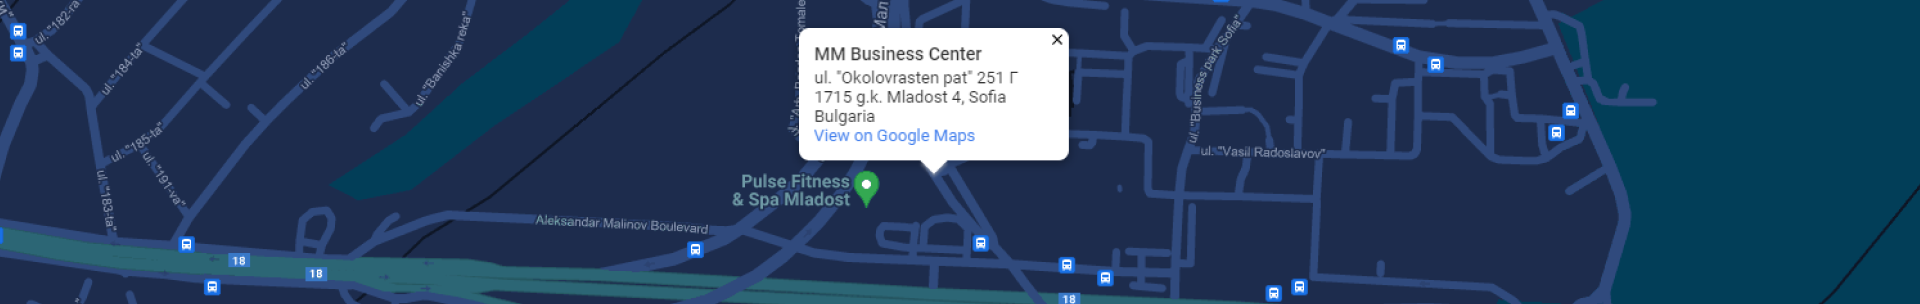 ul. "182-ra"
ul. "184-ta"
ul. "186-ta"
ul. "Banishka reka"
MM Business Center
ul. "Okolovrasten pat" 251 Г
1715 g.k. Mladost 4, Sofia
Bulgaria
View on Google Maps
ul. "Business park Sofia"
ul. "185-ta"
ul. "191-va"
ul. "183-ta"
ul. "Vasil Radoslavov"
Pulse Fitness
& Spa Mladost
Aleksandar Malinov Boulevard
18
18
18